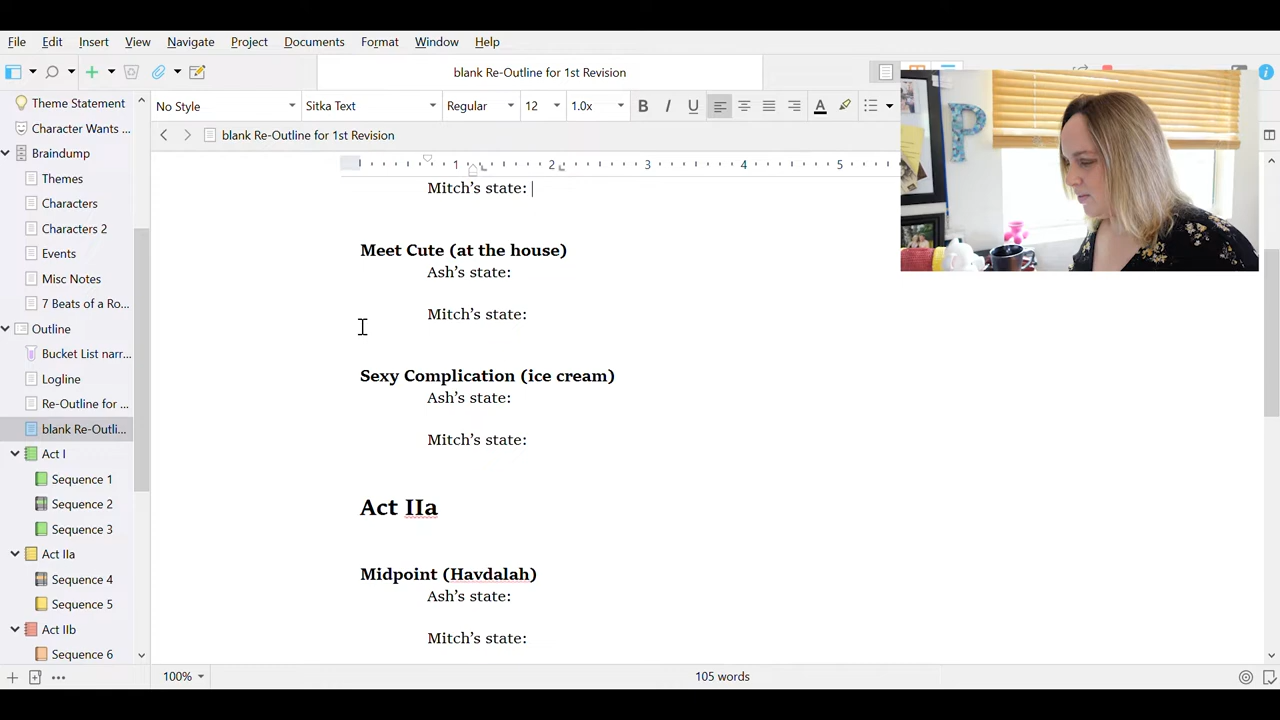 File Edit Insert View Navigate Project Documents Format Window Help
blank Re-Outline for 1st Revision
No Style Sitka Text Regular 12 1.0x B I U A
blank Re-Outline for 1st Revision
1 2 3 4 5
Theme Statement
Character Wants ...
Braindump
Themes
Characters
Characters 2
Events
Misc Notes
7 Beats of a Ro...
Outline
Bucket List narr...
Logline
Re-Outline for ...
blank Re-Outli...
Act I
Sequence 1
Sequence 2
Sequence 3
Act IIa
Sequence 4
Sequence 5
Act IIb
Sequence 6
Mitch's state:
Meet Cute (at the house)
Ash's state:
Mitch's state:
Sexy Complication (ice cream)
Ash's state:
Mitch's state:
Act IIa
Midpoint (Havdalah)
Ash's state:
Mitch's state:
P
100%
105 words